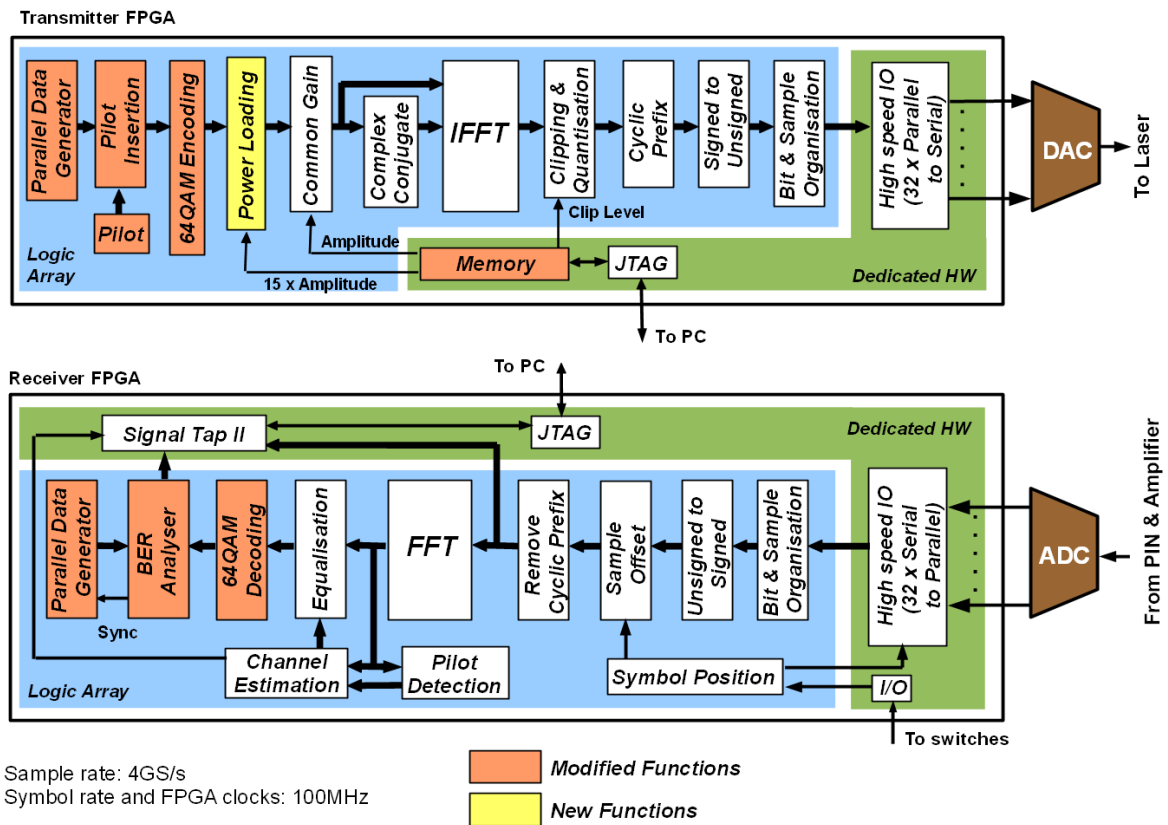 Transmitter FPGA
Parallel Data
Generator
Pilot
Insertion
Pilot
64QAM Encoding
Power Loading
Common Gain
Complex
Conjugate
IFFT
Clipping &
Quantisation
Cyclic
Prefix
Signed to
Unsigned
Bit & Sample
Organisation
High speed IO
(32 x Parallel
to Serial)
DAC
To Laser
Clip Level
Amplitude
Memory
JTAG
15 x Amplitude
Logic
Array
Dedicated HW
To PC
Receiver FPGA
To PC
Signal Tap II
JTAG
Dedicated HW
Parallel Data
Generator
BER
Analyser
64QAM
Decoding
Equalisation
FFT
Remove
Cyclic Prefix
Sample
Offset
Unsigned to
Signed
Bit & Sample
Organisation
High speed IO
(32 x Serial
to Parallel)
ADC
From PIN & Amplifier
Sync
Channel
Estimation
Pilot
Detection
Symbol Position
I/O
Logic Array
To switches
Sample rate: 4GS/s
Symbol rate and FPGA clocks: 100MHz
Modified Functions
New Functions